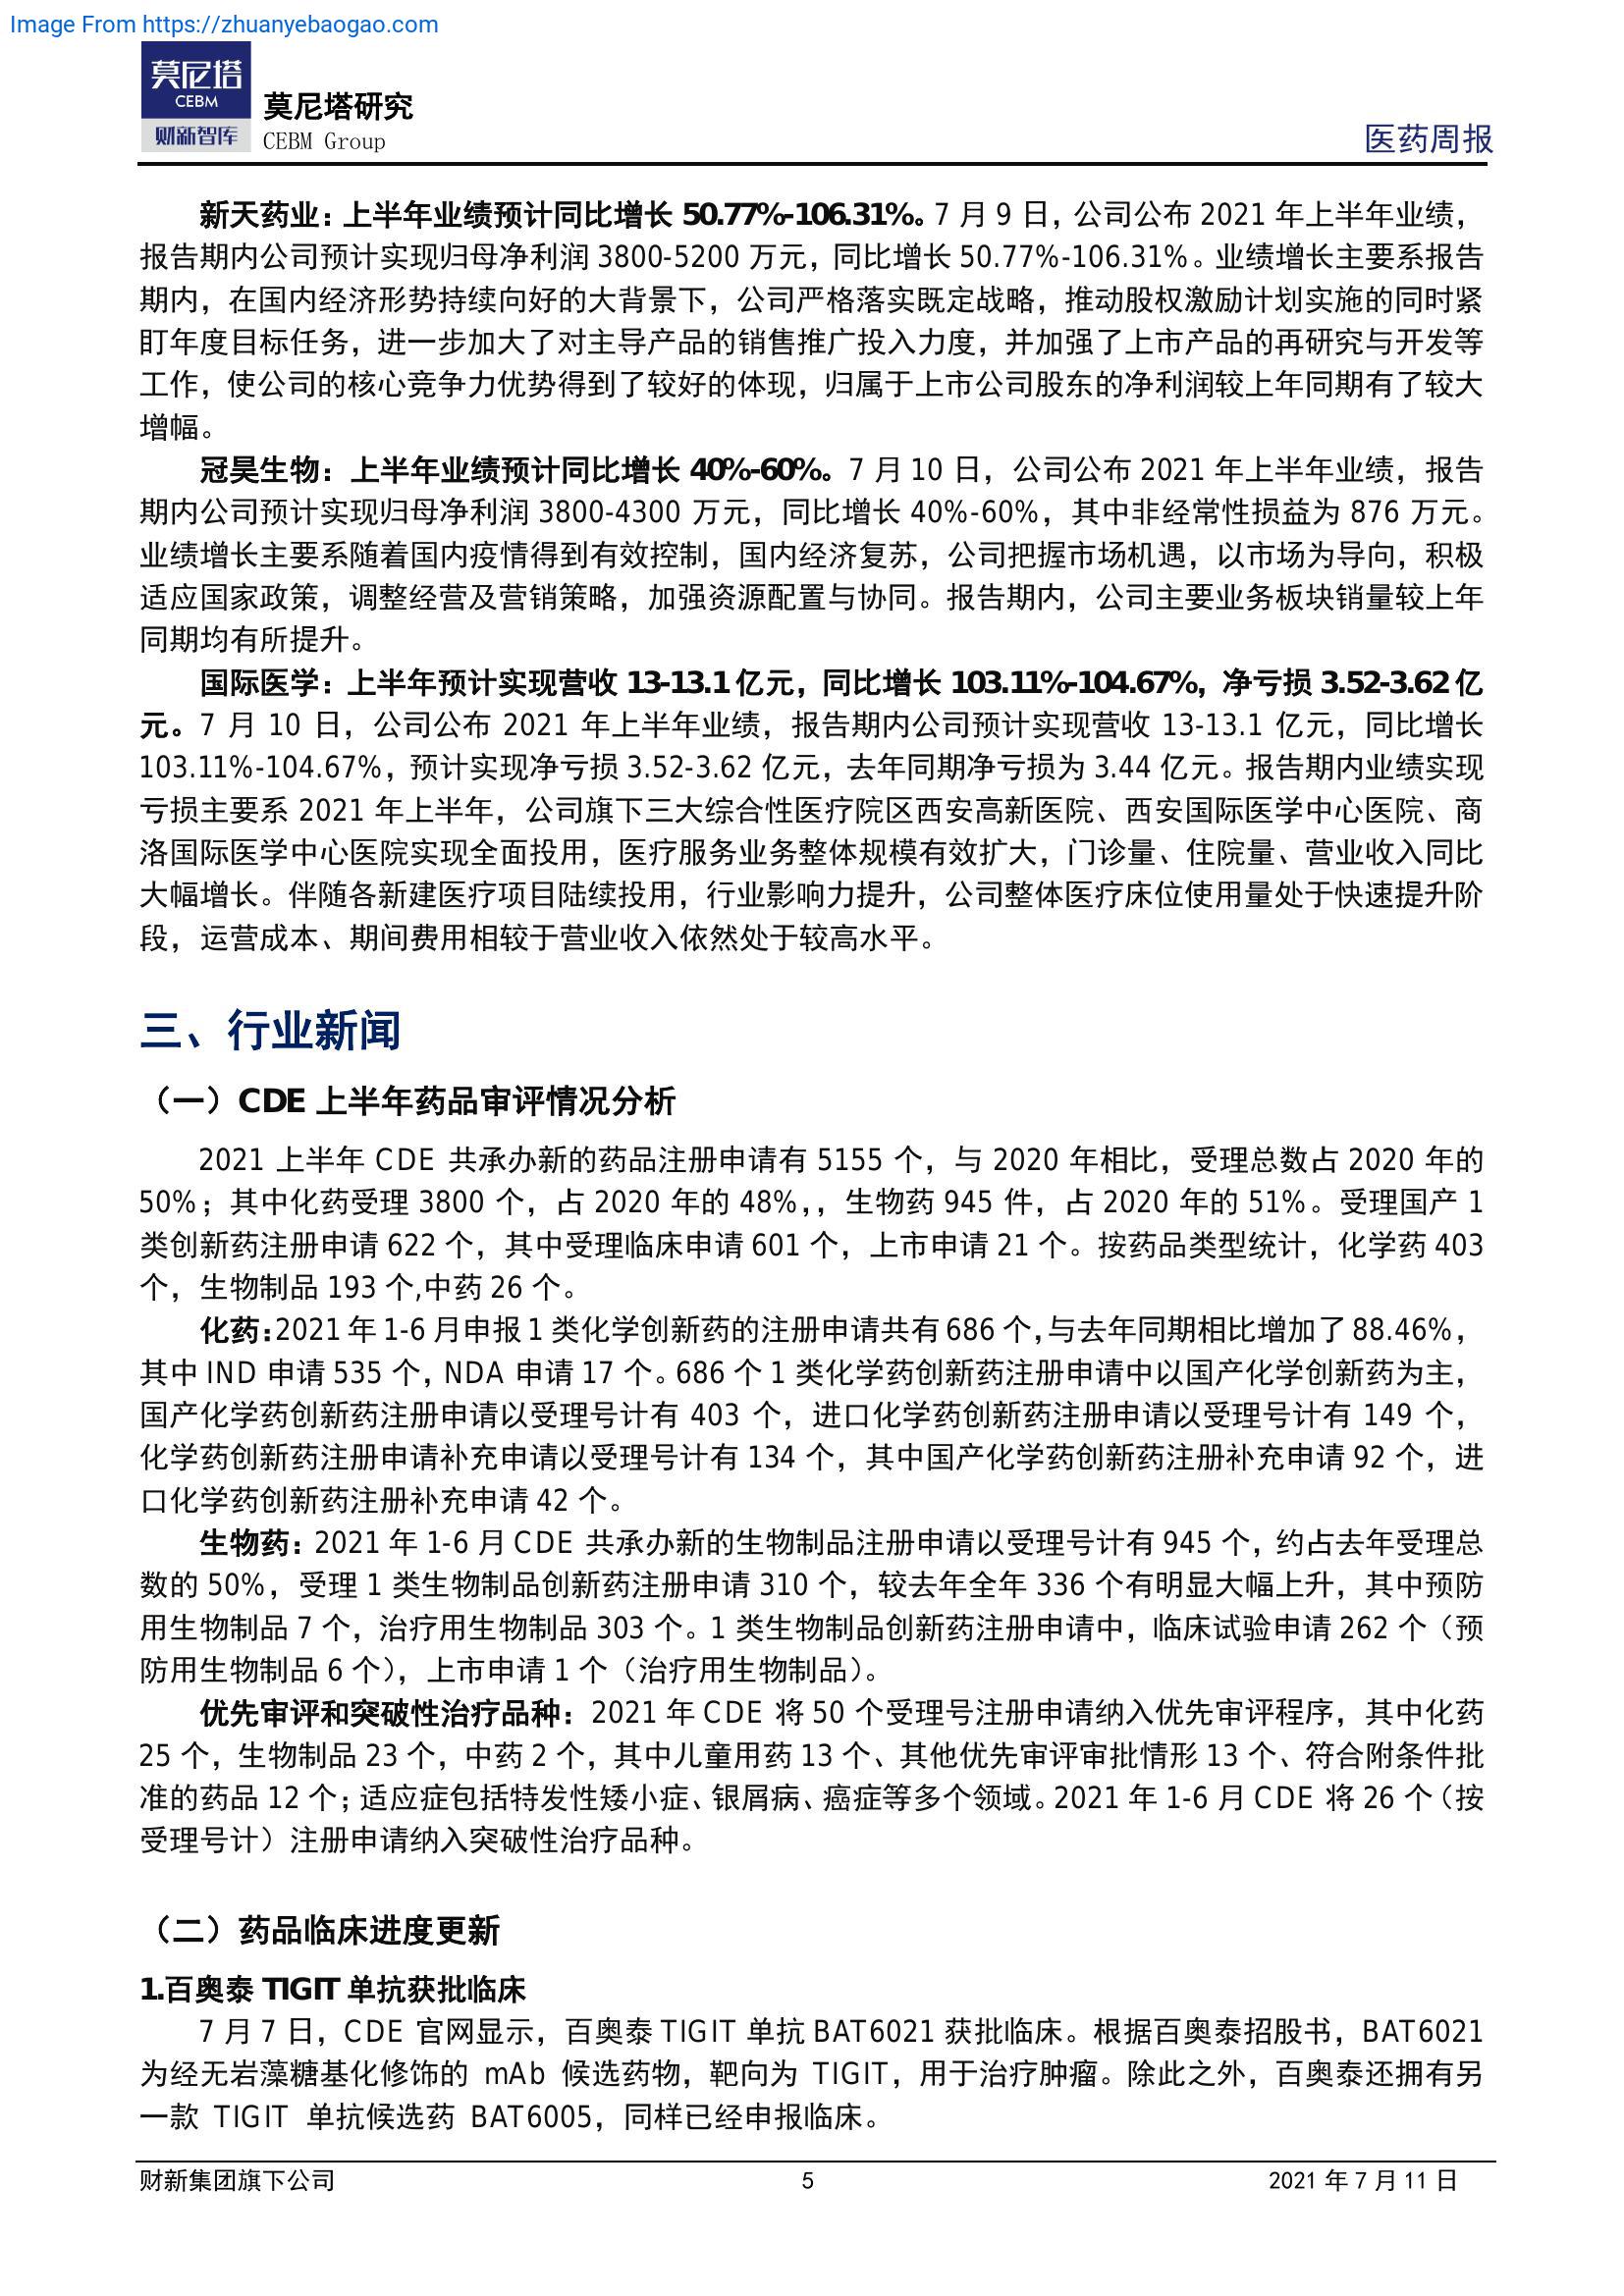 Image From https://zhuanyebaogao.com
莫尼塔
CEBM
财新智库
莫尼塔研究
CEBM Group
医药周报
新天药业：上半年业绩预计同比增长 50.77%-106.31%。7 月 9 日，公司公布 2021 年上半年业绩，
报告期内公司预计实现归母净利润 3800-5200 万元，同比增长 50.77%-106.31%。业绩增长主要系报告
期内，在国内经济形势持续向好的大背景下，公司严格落实既定战略，推动股权激励计划实施的同时紧
盯年度目标任务，进一步加大了对主导产品的销售推广投入力度，并加强了上市产品的再研究与开发等
工作，使公司的核心竞争力优势得到了较好的体现，归属于上市公司股东的净利润较上年同期有了较大
增幅。
冠昊生物：上半年业绩预计同比增长 40%-60%。7 月 10 日，公司公布 2021 年上半年业绩，报告
期内公司预计实现归母净利润 3800-4300 万元，同比增长 40%-60%，其中非经常性损益为 876 万元。
业绩增长主要系随着国内疫情得到有效控制，国内经济复苏，公司把握市场机遇，以市场为导向，积极
适应国家政策，调整经营及营销策略，加强资源配置与协同。报告期内，公司主要业务板块销量较上年
同期均有所提升。
国际医学：上半年预计实现营收 13-13.1 亿元，同比增长 103.11%-104.67%，净亏损 3.52-3.62 亿
元。7 月 10 日，公司公布 2021 年上半年业绩，报告期内公司预计实现营收 13-13.1 亿元，同比增长
103.11%-104.67%，预计实现净亏损 3.52-3.62 亿元，去年同期净亏损为 3.44 亿元。报告期内业绩实现
亏损主要系 2021 年上半年，公司旗下三大综合性医疗院区西安高新医院、西安国际医学中心医院、商
洛国际医学中心医院实现全面投用，医疗服务业务整体规模有效扩大，门诊量、住院量、营业收入同比
大幅增长。伴随各新建医疗项目陆续投用，行业影响力提升，公司整体医疗床位使用量处于快速提升阶
段，运营成本、期间费用相较于营业收入依然处于较高水平。
三、行业新闻
（一）CDE 上半年药品审评情况分析
2021 上半年 CDE 共承办新的药品注册申请有 5155 个，与 2020 年相比，受理总数占 2020 年的
50%；其中化药受理 3800 个，占 2020 年的 48%，，生物药 945 件，占 2020 年的 51%。受理国产 1
类创新药注册申请 622 个，其中受理临床申请 601 个，上市申请 21 个。按药品类型统计，化学药 403
个，生物制品 193 个,中药 26 个。
化药：2021 年 1-6 月申报 1 类化学创新药的注册申请共有 686 个，与去年同期相比增加了 88.46%，
其中 IND 申请 535 个，NDA 申请 17 个。686 个 1 类化学药创新药注册申请中以国产化学创新药为主，
国产化学药创新药注册申请以受理号计有 403 个，进口化学药创新药注册申请以受理号计有 149 个，
化学药创新药注册申请补充申请以受理号计有 134 个，其中国产化学药创新药注册补充申请 92 个，进
口化学药创新药注册补充申请 42 个。
生物药：2021 年 1-6 月 CDE 共承办新的生物制品注册申请以受理号计有 945 个，约占去年受理总
数的 50%，受理 1 类生物制品创新药注册申请 310 个，较去年全年 336 个有明显大幅上升，其中预防
用生物制品 7 个，治疗用生物制品 303 个。1 类生物制品创新药注册申请中，临床试验申请 262 个（预
防用生物制品 6 个），上市申请 1 个（治疗用生物制品）。
优先审评和突破性治疗品种：2021 年 CDE 将 50 个受理号注册申请纳入优先审评程序，其中化药
25 个，生物制品 23 个，中药 2 个，其中儿童用药 13 个、其他优先审评审批情形 13 个、符合附条件批
准的药品 12 个；适应症包括特发性矮小症、银屑病、癌症等多个领域。2021 年 1-6 月 CDE 将 26 个（按
受理号计）注册申请纳入突破性治疗品种。
（二）药品临床进度更新
1.百奥泰 TIGIT 单抗获批临床
7 月 7 日，CDE 官网显示，百奥泰 TIGIT 单抗 BAT6021 获批临床。根据百奥泰招股书，BAT6021
为经无岩藻糖基化修饰的 mAb 候选药物，靶向为 TIGIT，用于治疗肿瘤。除此之外，百奥泰还拥有另
一款 TIGIT 单抗候选药 BAT6005，同样已经申报临床。
财新集团旗下公司
5
2021 年 7 月 11 日